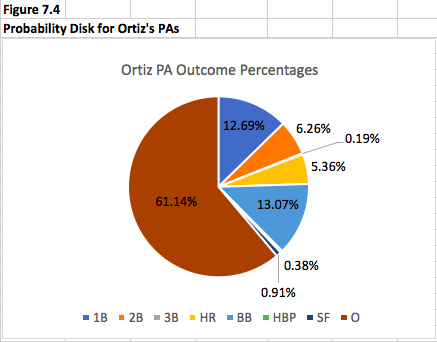 Figure 7.4
Probability Disk for Ortiz's PAs
Ortiz PA Outcome Percentages
12.69%
6.26%
0.19%
5.36%
13.07%
0.38%
0.91%
61.14%
1B 2B 3B HR BB HBP SF O